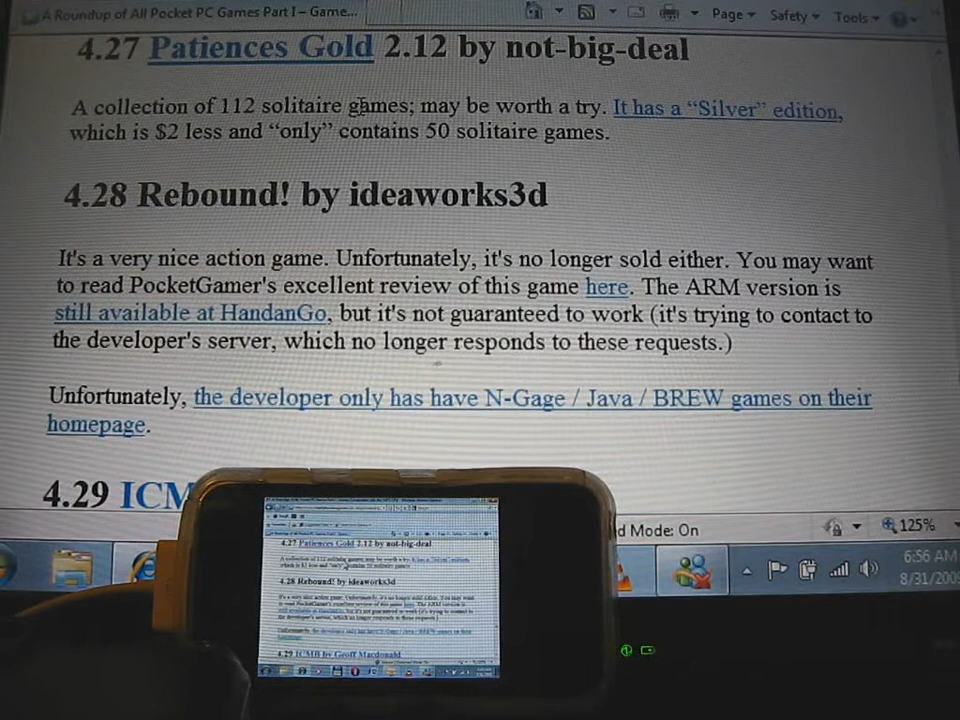 A Roundup of All Pocket PC Games Part I – Game...
Page
Safety
Tools
4.27 Patiences Gold 2.12 by not-big-deal
A collection of 112 solitaire games; may be worth a try. It has a “Silver” edition,
which is $2 less and “only” contains 50 solitaire games.
4.28 Rebound! by ideaworks3d
It's a very nice action game. Unfortunately, it's no longer sold either. You may want
to read PocketGamer's excellent review of this game here. The ARM version is
still available at HandanGo, but it's not guaranteed to work (it's trying to contact to
the developer's server, which no longer responds to these requests.)
Unfortunately, the developer only has have N-Gage / Java / BREW games on their
homepage.
4.29 ICM
d Mode: On
125%
6:56 AM
8/31/200
4.27 Patiences Gold 2.12 by not-big-deal
4.28 Rebound! by ideaworks3d
4.29 ICMB by Geoff Macdonald